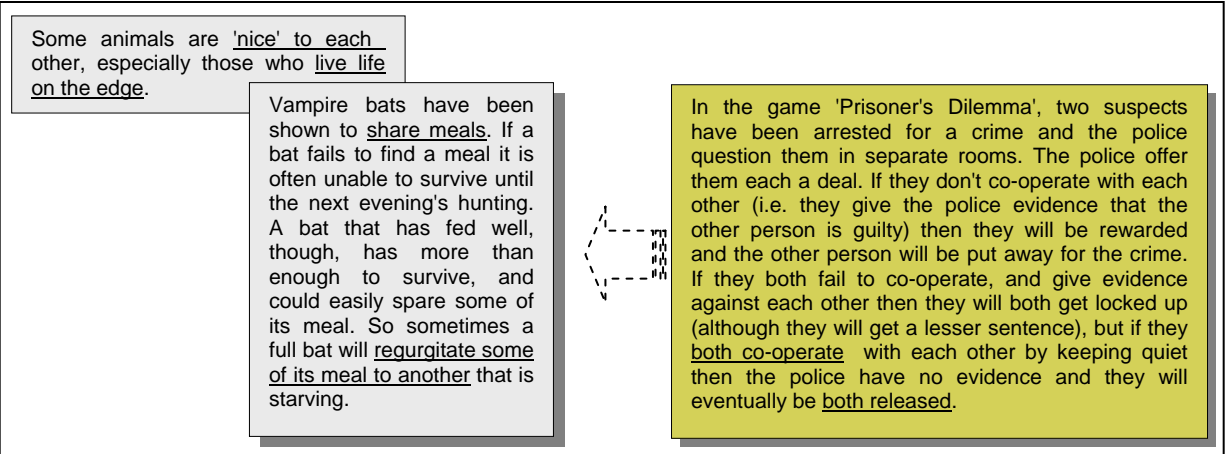 Some animals are 'nice' to each
other, especially those who live life
on the edge.
Vampire bats have been
shown to share meals. If a
bat fails to find a meal it is
often unable to survive until
the next evening's hunting.
A bat that has fed well,
though, has more than
enough to survive, and
could easily spare some of
its meal. So sometimes a
full bat will regurgitate some
of its meal to another that is
starving.
In the game 'Prisoner's Dilemma', two suspects
have been arrested for a crime and the police
question them in separate rooms. The police offer
them each a deal. If they don't co-operate with each
other (i.e. they give the police evidence that the
other person is guilty) then they will be rewarded
and the other person will be put away for the crime.
If they both fail to co-operate, and give evidence
against each other then they will both get locked up
(although they will get a lesser sentence), but if they
both co-operate with each other by keeping quiet
then the police have no evidence and they will
eventually be both released.